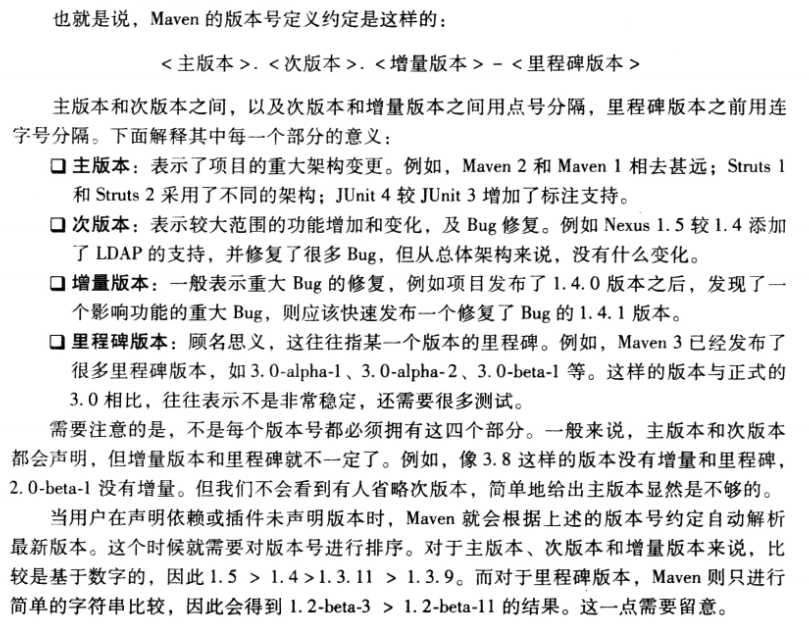 也就是说，Maven 的版本号定义约定是这样的：
<主版本>. <次版本>. <增量版本> - <里程碑版本>
主版本和次版本之间，以及次版本和增量版本之间用点号分隔，里程碑版本之前用连
字号分隔。下面解释其中每一个部分的意义：
❑ 主版本：表示了项目的重大架构变更。例如，Maven 2 和 Maven 1 相去甚远；Struts 1
和 Struts 2 采用了不同的架构；JUnit 4 较 JUnit 3 增加了标注支持。
❑ 次版本：表示较大范围的功能增加和变化，及 Bug 修复。例如 Nexus 1.5 较 1.4 添加
了 LDAP 的支持，并修复了很多 Bug，但从总体架构来说，没有什么变化。
❑ 增量版本：一般表示重大 Bug 的修复，例如项目发布了 1.4.0 版本之后，发现了一
个影响功能的重大 Bug，则应该快速发布一个修复了 Bug 的 1.4.1 版本。
❑ 里程碑版本：顾名思义，这往往指某一个版本的里程碑。例如，Maven 3 已经发布了
很多里程碑版本，如 3.0-alpha-1、3.0-alpha-2、3.0-beta-1 等。这样的版本与正式的
3.0 相比，往往表示不是非常稳定，还需要很多测试。
需要注意的是，不是每个版本号都必须拥有这四个部分。一般来说，主版本和次版本
都会声明，但增量版本和里程碑就不一定了。例如，像 3.8 这样的版本没有增量和里程碑，
2.0-beta-1 没有增量。但我们不会看到有人省略次版本，简单地给出主版本显然是不够的。
当用户在声明依赖或插件未声明版本时，Maven 就会根据上述的版本号约定自动解析
最新版本。这个时候就需要对版本号进行排序。对于主版本、次版本和增量版本来说，比
较是基于数字的，因此 1.5 > 1.4 >1.3.11 > 1.3.9。而对于里程碑版本，Maven 则只进行
简单的字符串比较，因此会得到 1.2-beta-3 > 1.2-beta-11 的结果。这一点需要留意。